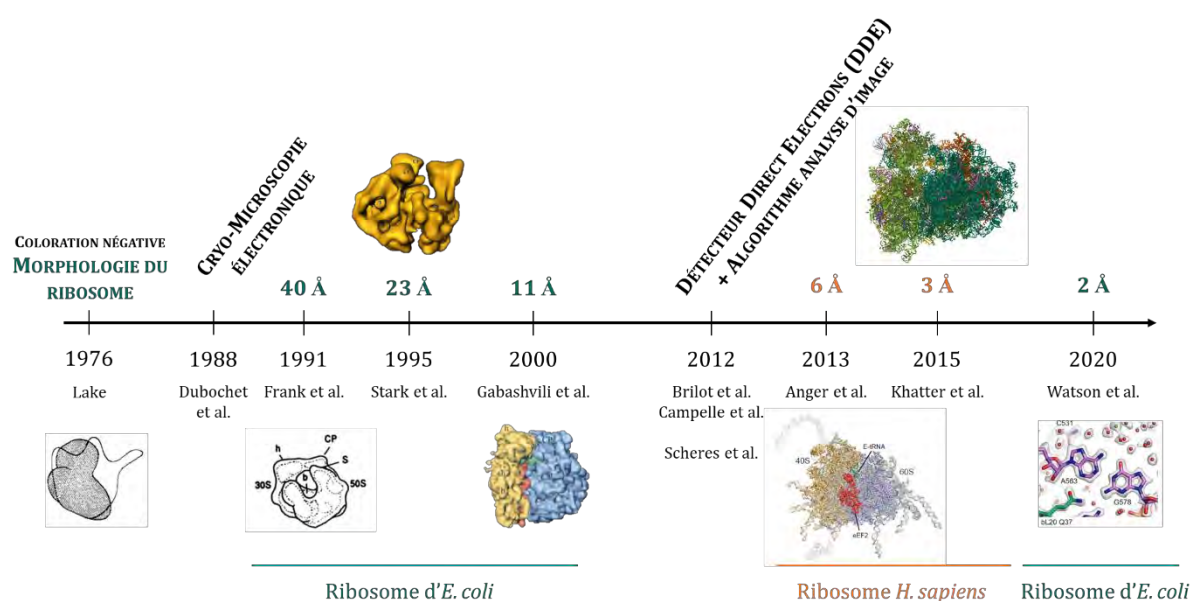 COLORATION NÉGATIVE
MORPHOLOGIE DU
RIBOSOME
CRYO-MICROSCOPIE
ÉLECTRONIQUE
DÉTECTEUR DIRECT ELECTRONS (DDE)
+ ALGORITHME ANALYSE D'IMAGE
40 Å
23 Å
11 Å
6 Å
3 Å
2 Å
1976
1988
1991
1995
2000
2012
2013
2015
2020
Lake
Dubochet
et al.
Frank et al.
Stark et al.
Gabashvili et al.
Brilot et al.
Campelle et al.
Scheres et al.
Anger et al.
Khatter et al.
Watson et al.
h
CP
S
b
30S
50S
E-tRNA
40S
60S
eEF2
C531
A563
G578
bL20 Q37
Ribosome d'E. coli
Ribosome H. sapiens
Ribosome d'E. coli